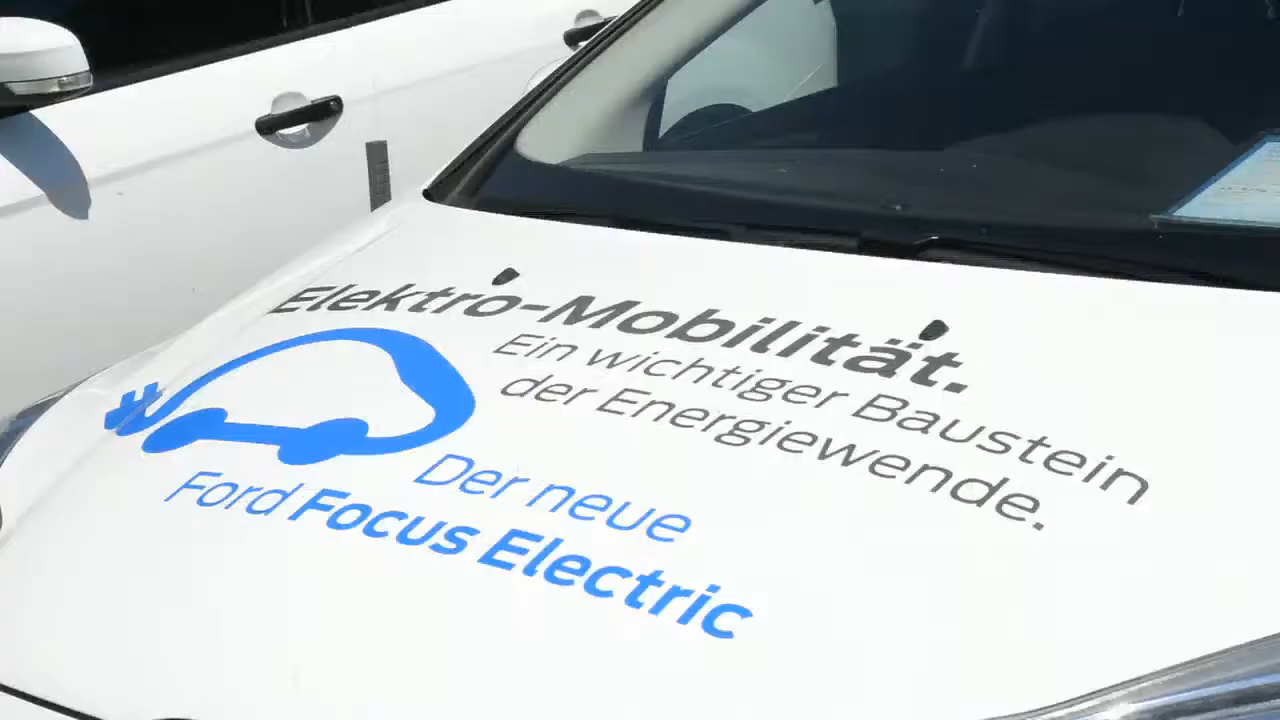 Elektro-Mobilität.
Ein wichtiger Baustein
der Energiewende.
Der neue
Ford Focus Electric